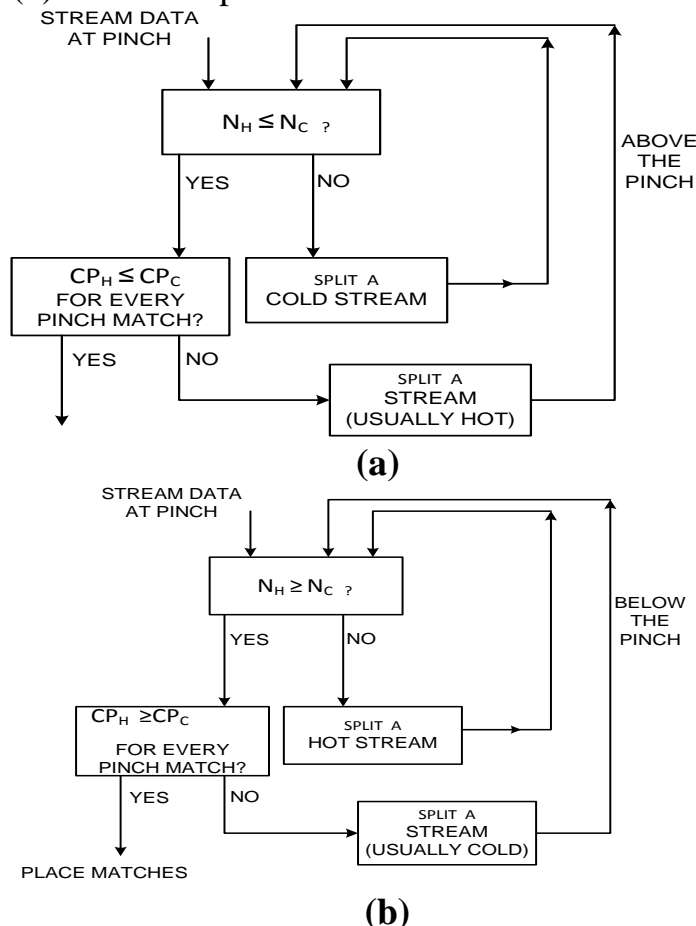 STREAM DATA
AT PINCH
N_H ≤ N_C ?
ABOVE
THE
PINCH
YES
NO
CP_H ≤ CP_C
FOR EVERY
PINCH MATCH?
SPLIT A
COLD STREAM
YES
NO
SPLIT A
STREAM
(USUALLY HOT)
(a)
STREAM DATA
AT PINCH
N_H ≥ N_C ?
BELOW
THE
PINCH
YES
NO
CP_H ≥CP_C
FOR EVERY
PINCH MATCH?
SPLIT A
HOT STREAM
YES
NO
SPLIT A
STREAM
(USUALLY COLD)
PLACE MATCHES
(b)